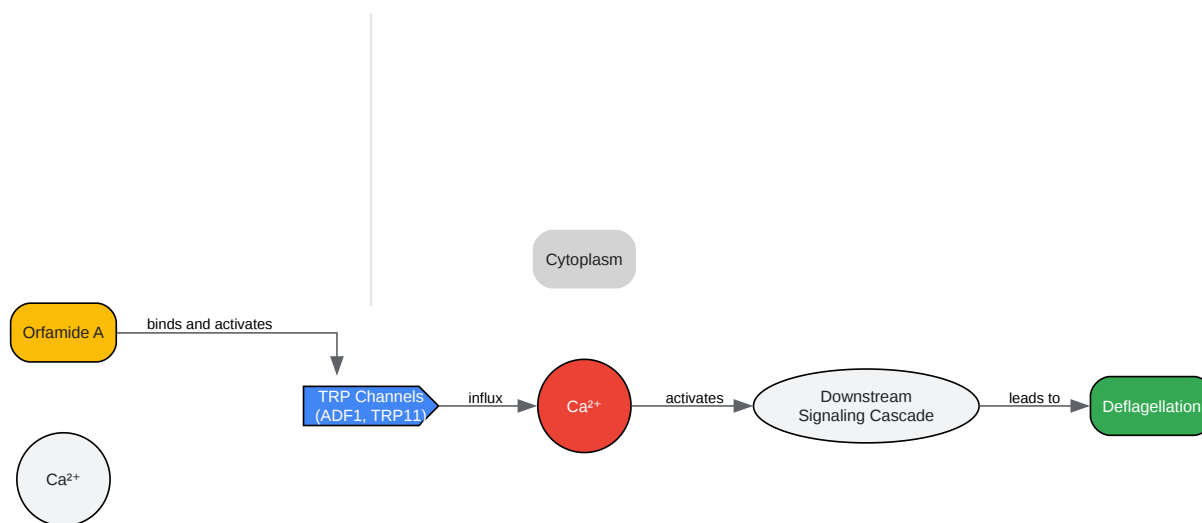 Cytoplasm
Orfamide A
binds and activates
TRP Channels
(ADF1, TRP11)
influx
Ca²⁺
activates
Downstream
Signaling Cascade
leads to
Deflagellation
Ca²⁺